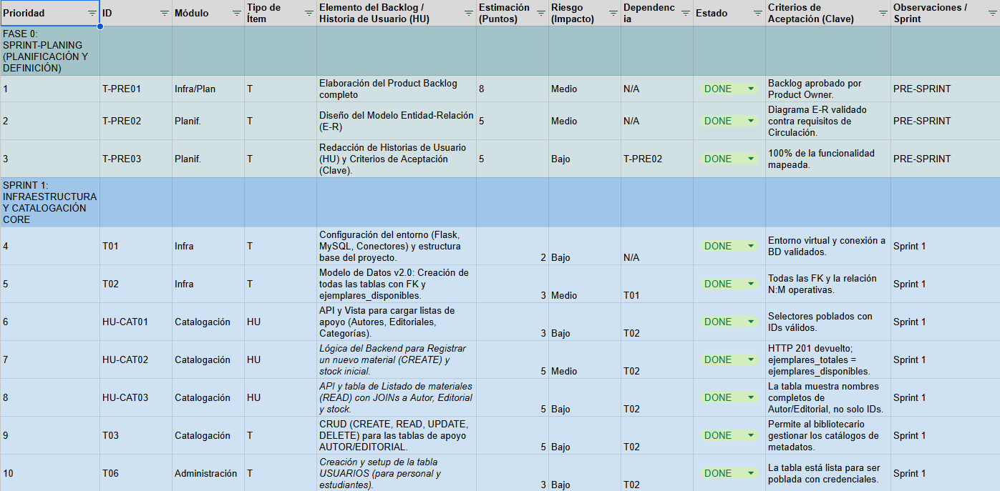 Prioridad ID Módulo Tipo de Ítem Elemento del Backlog / Historia de Usuario (HU) Estimación (Puntos) Riesgo (Impacto) Dependencia Estado Criterios de Aceptación (Clave) Observaciones / Sprint
FASE 0: SPRINT-PLANING (PLANIFICACIÓN Y DEFINICIÓN)
1 T-PRE01 Infra/Plan T Elaboración del Product Backlog completo 8 Medio N/A DONE Backlog aprobado por Product Owner. PRE-SPRINT
2 T-PRE02 Planif. T Diseño del Modelo Entidad-Relación (E-R) 5 Medio N/A DONE Diagrama E-R validado contra requisitos de Circulación. PRE-SPRINT
3 T-PRE03 Planif. T Redacción de Historias de Usuario (HU) y Criterios de Aceptación (Clave). 5 Bajo T-PRE02 DONE 100% de la funcionalidad mapeada. PRE-SPRINT
SPRINT 1: INFRAESTRUCTURA Y CATALOGACIÓN CORE
4 T01 Infra T Configuración del entorno (Flask, MySQL, Conectores) y estructura base del proyecto. 2 Bajo N/A DONE Entorno virtual y conexión a BD validados. Sprint 1
5 T02 Infra T Modelo de Datos v2.0: Creación de todas las tablas con FK y ejemplares_disponibles. 3 Medio T01 DONE Todas las FK y la relación N:M operativas. Sprint 1
6 HU-CAT01 Catalogación HU API y Vista para cargar listas de apoyo (Autores, Editoriales, Categorías). 3 Bajo T02 DONE Selectores poblados con IDs válidos. Sprint 1
7 HU-CAT02 Catalogación HU Lógica del Backend para Registrar un nuevo material (CREATE) y stock inicial. 5 Medio T02 DONE HTTP 201 devuelto; ejemplares_totales = ejemplares_disponibles. Sprint 1
8 HU-CAT03 Catalogación HU API y tabla de Listado de materiales (READ) con JOINs a Autor, Editorial y stock. 5 Bajo T02 DONE La tabla muestra nombres completos de Autor/Editorial, no solo IDs. Sprint 1
9 T03 Catalogación T CRUD (CREATE, READ, UPDATE, DELETE) para las tablas de apoyo AUTOR/EDITORIAL. 5 Bajo T02 DONE Permite al bibliotecario gestionar los catálogos de metadatos. Sprint 1
10 T06 Administración T Creación y setup de la tabla USUARIOS (para personal y estudiantes). 3 Bajo T02 DONE La tabla está lista para ser poblada con credenciales. Sprint 1